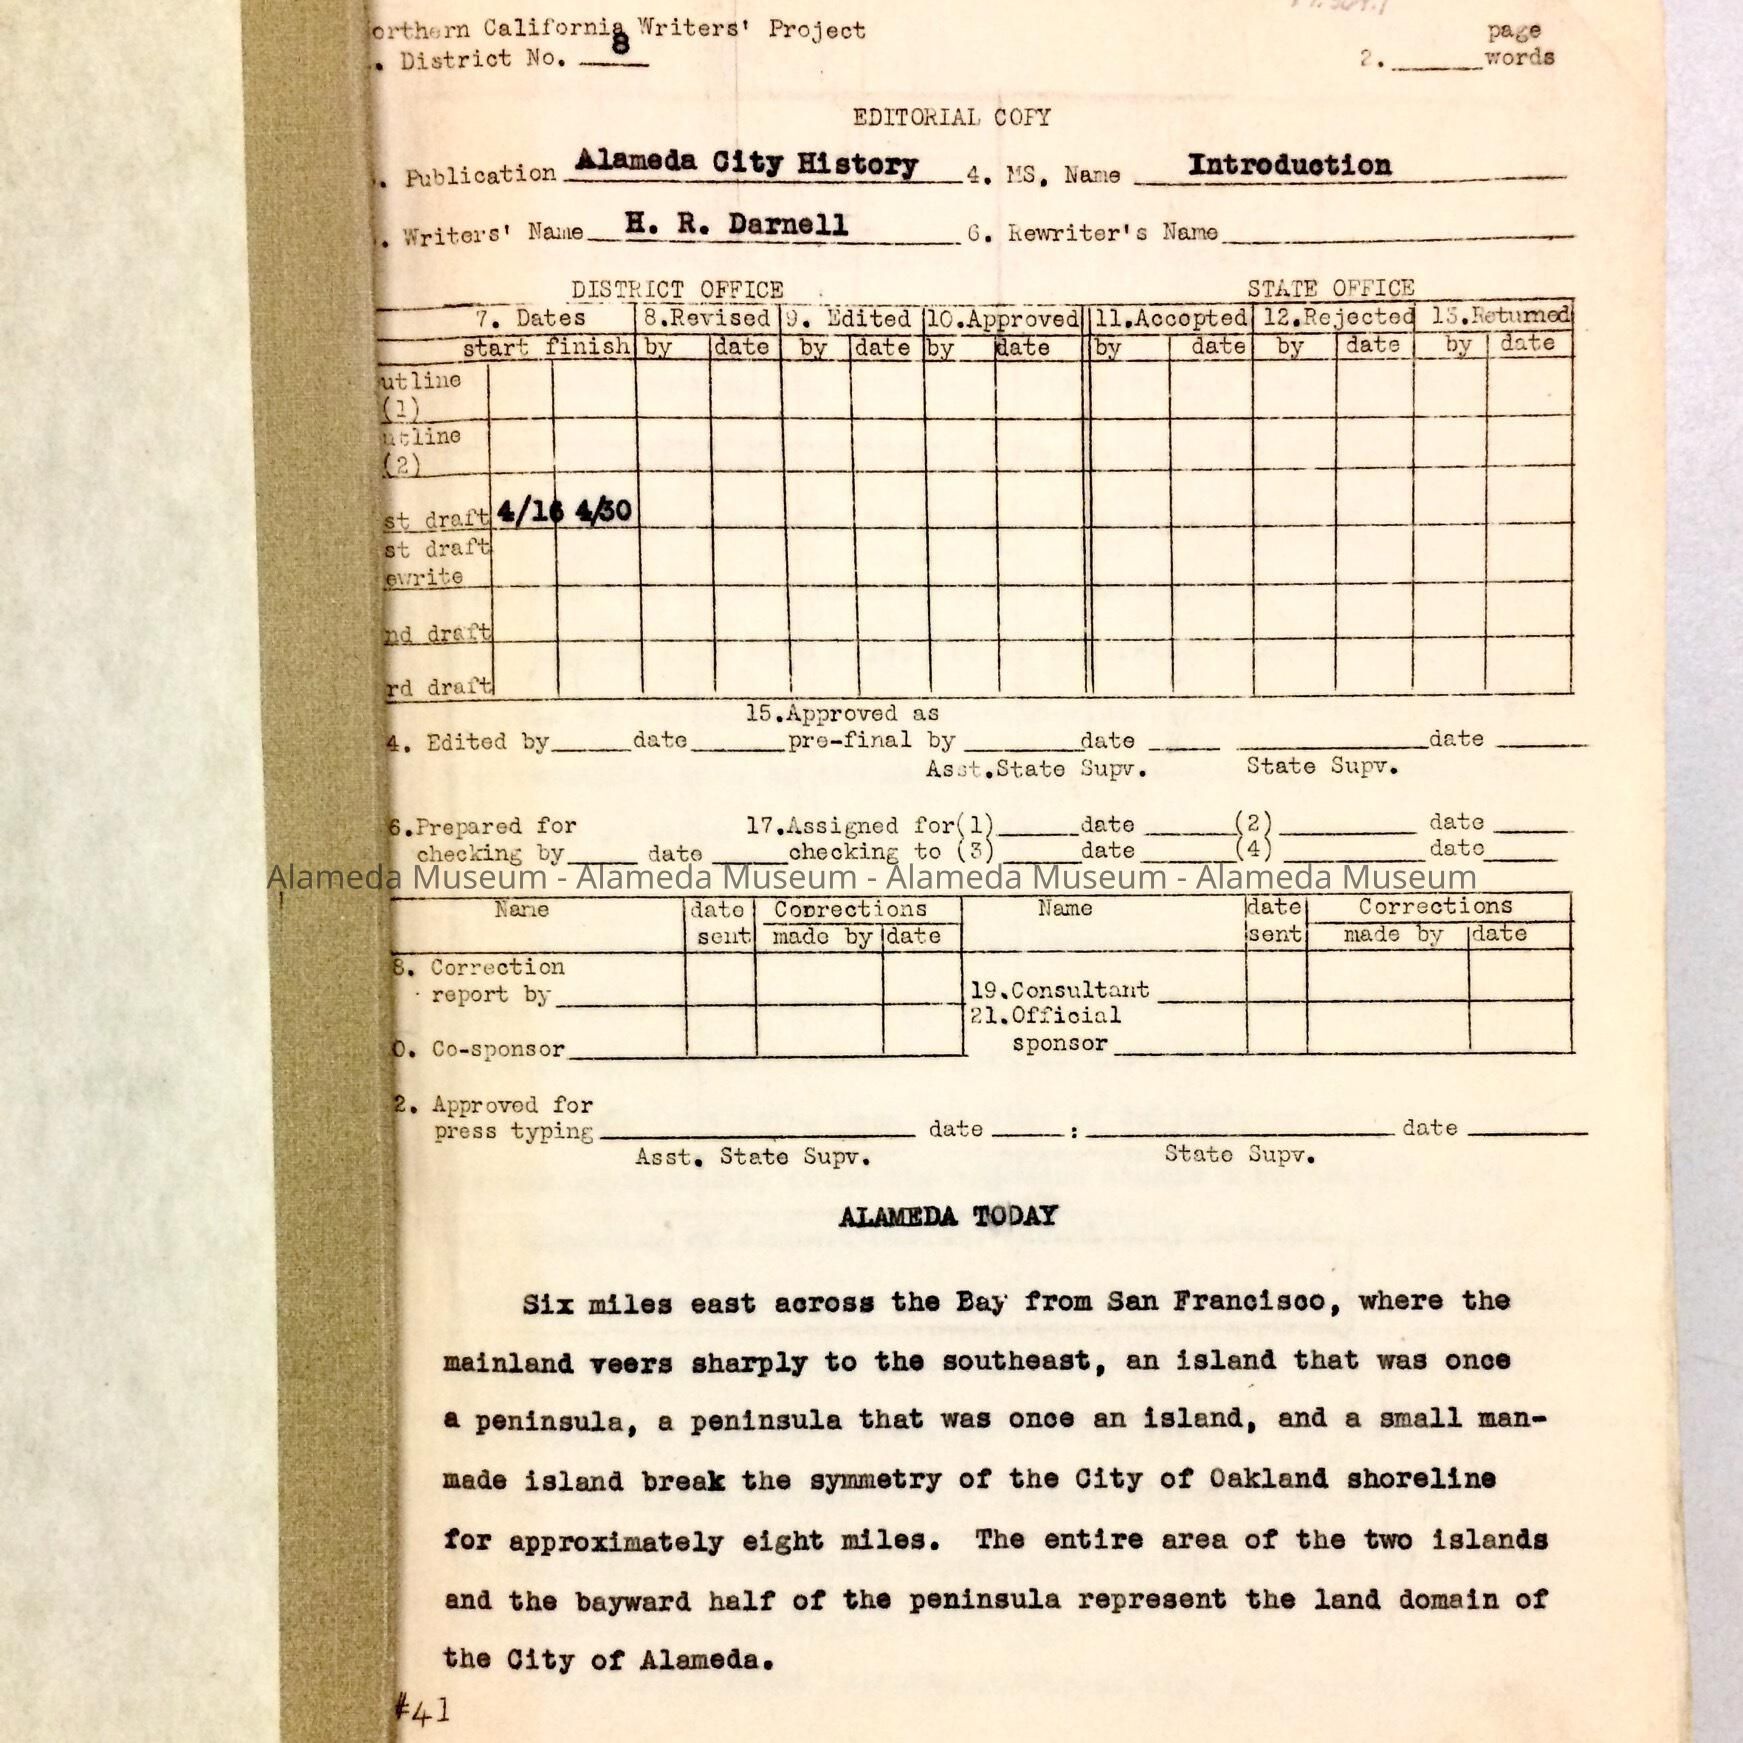 orthern California Writers' Project page
. District No. 8 2. words
EDITORIAL COPY
. Publication Alameda City History 4. MS. Name Introduction
. Writers' Name H. R. Darnell 6. Rewriter's Name
DISTRICT OFFICE STATE OFFICE
7. Dates 8.Revised 9. Edited 10.Approved 11.Accepted 12.Rejected 13.Returned
start finish by date by date by date by date by date by date
utline
(1)
utline
(2)
st draft 4/16 4/30
st draft
ewrite
nd draft
rd draft
15.Approved as
4. Edited by date pre-final by date date
Asst.State Supv. State Supv.
6.Prepared for 17.Assigned for(1) date (2) date
checking by date checking to (3) date (4) date
Alameda Museum - Alameda Museum - Alameda Museum - Alameda Museum
Name date Corrections Name date Corrections
sent made by date sent made by date
8. Correction
report by 19.Consultant
21.Official
0. Co-sponsor sponsor
2. Approved for
press typing date : date
Asst. State Supv. State Supv.
ALAMEDA TODAY
Six miles east across the Bay from San Francisco, where the
mainland veers sharply to the southeast, an island that was once
a peninsula, a peninsula that was once an island, and a small man-
made island break the symmetry of the City of Oakland shoreline
for approximately eight miles. The entire area of the two islands
and the bayward half of the peninsula represent the land domain of
the City of Alameda.
#41